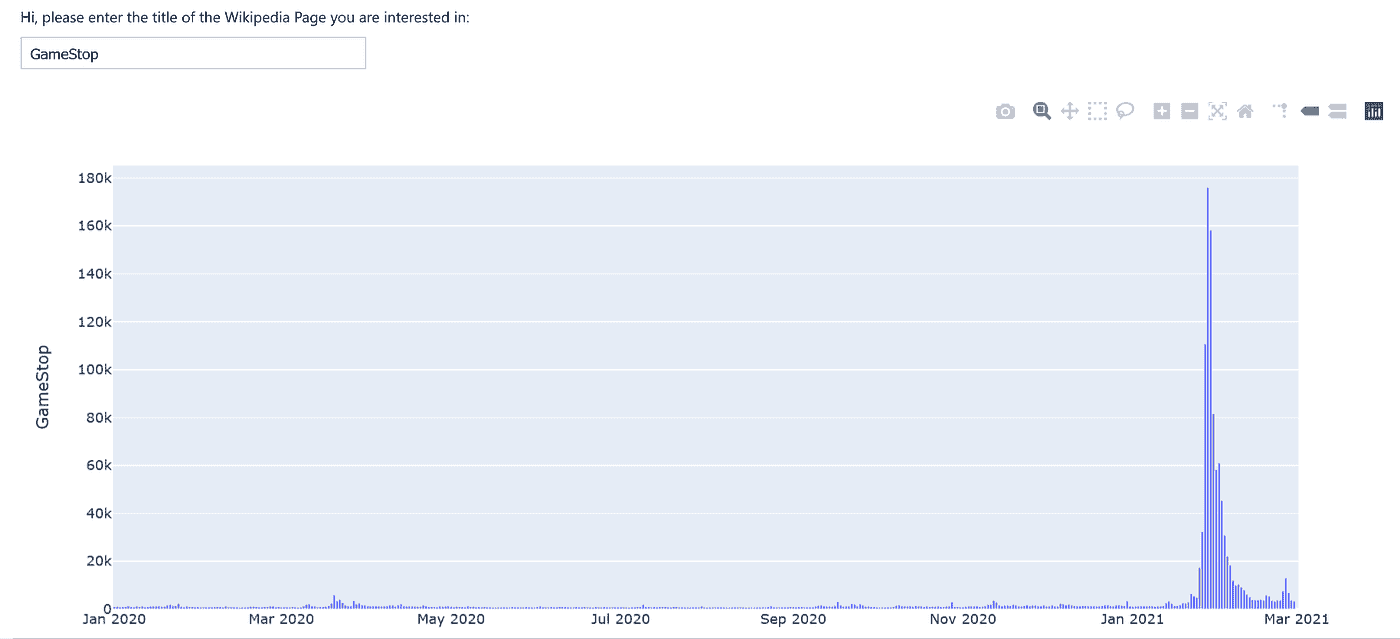 Hi, please enter the title of the Wikipedia Page you are interested in:
GameStop
180k
160k
140k
120k
100k
80k
60k
40k
20k
0
GameStop
Jan 2020
Mar 2020
May 2020
Jul 2020
Sep 2020
Nov 2020
Jan 2021
Mar 2021